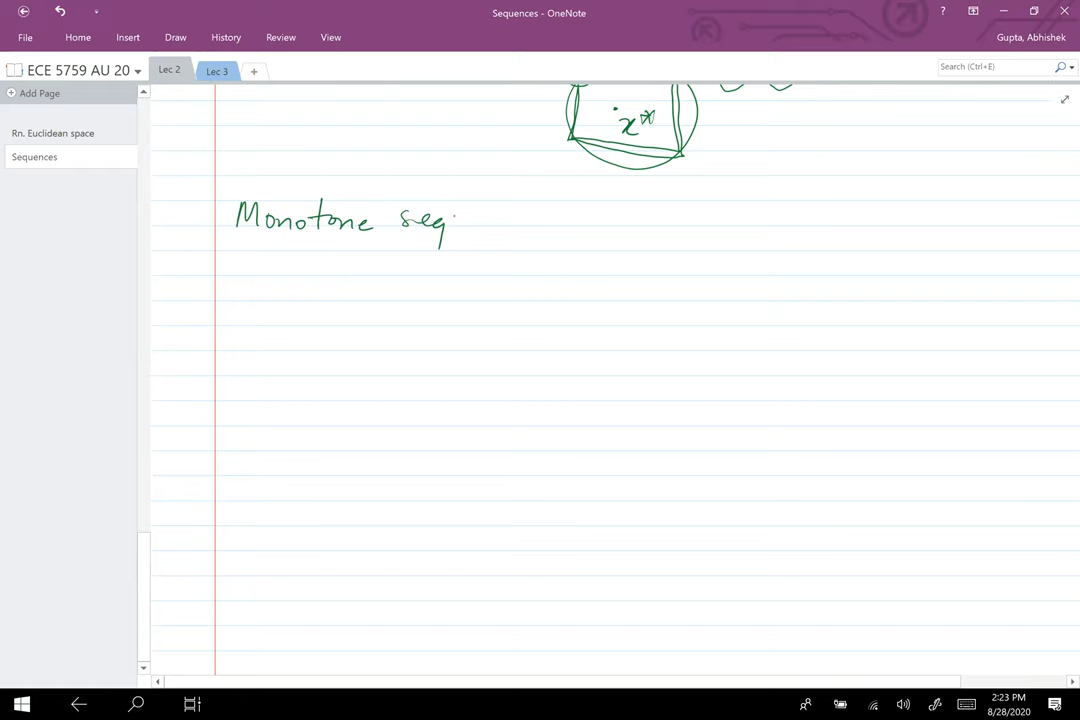 Sequences - OneNote
?
File Home Insert Draw History Review View Gupta, Abhishek
ECE 5759 AU 20 Lec 2 Lec 3 + Search (Ctrl+E)
Add Page
x*
Rn. Euclidean space
Sequences
Monotone seq
2:23 PM
8/28/2020